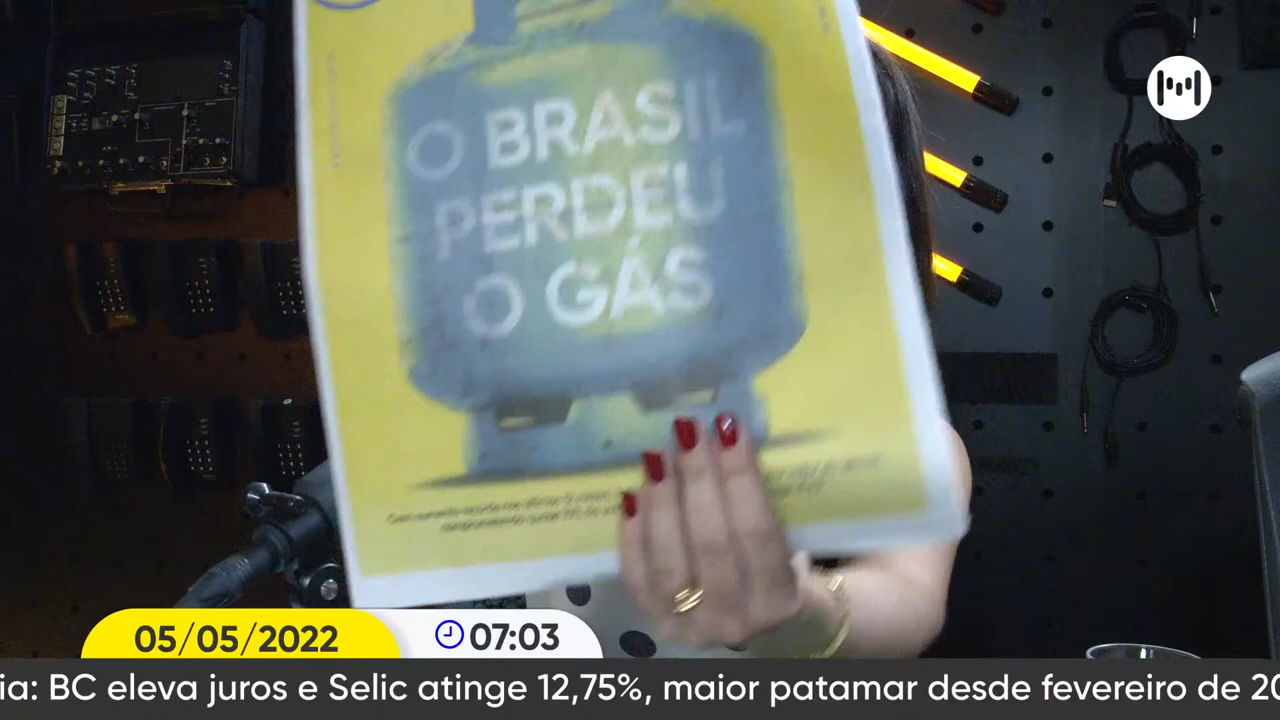 O BRASIL
PERDEU
O GÁS
05/05/2022
07:03
ia: BC eleva juros e Selic atinge 12,75%, maior patamar desde fevereiro de 20